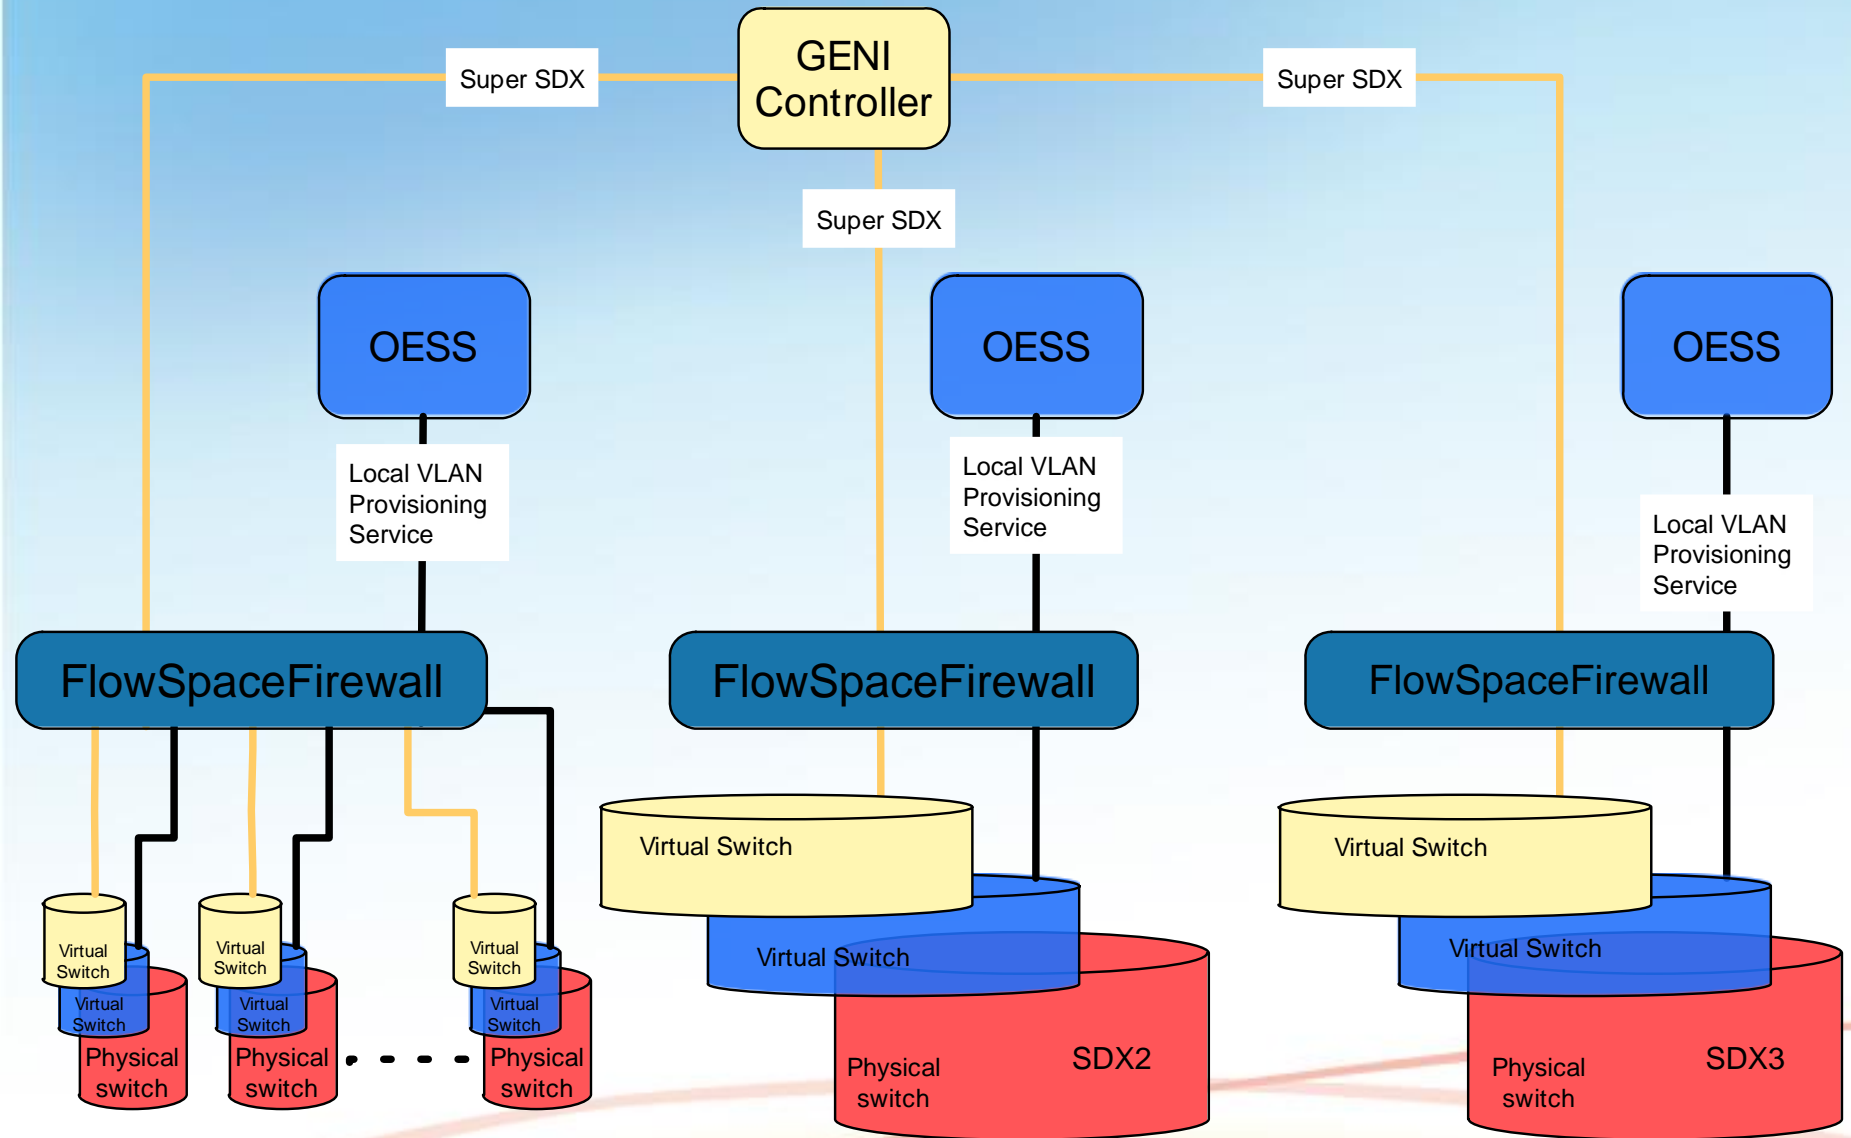 GENI
Controller
Super SDX
Super SDX
Super SDX
OESS
OESS
OESS
Local VLAN
Provisioning
Service
Local VLAN
Provisioning
Service
Local VLAN
Provisioning
Service
FlowSpaceFirewall
FlowSpaceFirewall
FlowSpaceFirewall
Virtual
Switch
Virtual
Switch
Physical
switch
Virtual
Switch
Virtual
Switch
Physical
switch
Virtual
Switch
Virtual
Switch
Physical
switch
Virtual Switch
Virtual Switch
Physical
switch
SDX2
Virtual Switch
Virtual Switch
Physical
switch
SDX3